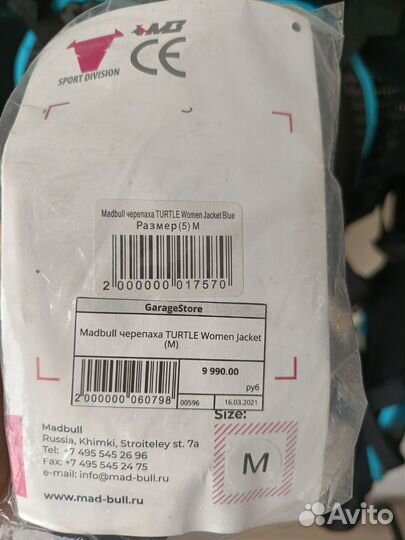 MB
SPORT DIVISION
CE
Madbull черепаха TURTLE Women Jacket Blue
Размер(5) M
2 000000 017570
GarageStore
Madbull черепаха TURTLE Women Jacket
(M)
9 990.00
руб
2 000000 060798
00596
16.03.2021
Size:
M
Madbull
Russia, Khimki, Stroiteley st. 7a
Tel: +7 495 545 26 96
Fax: +7 495 545 24 75
e-mail: info@mad-bull.ru
www.mad-bull.ru
Avito